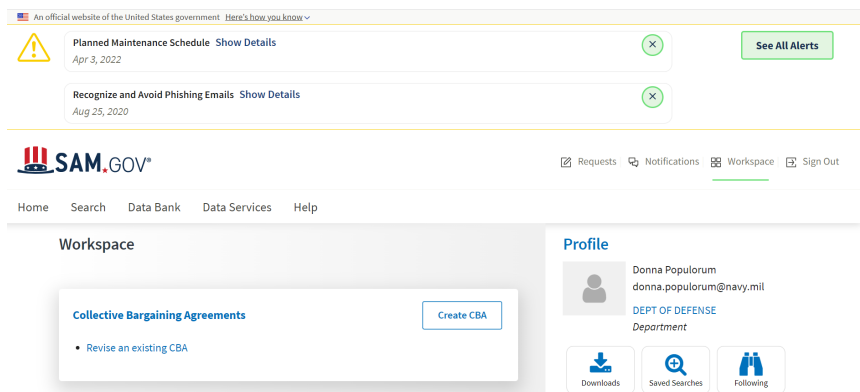 An official website of the United States government Here's how you know
Planned Maintenance Schedule Show Details
Apr 3, 2022
See All Alerts
Recognize and Avoid Phishing Emails Show Details
Aug 25, 2020
SAM.GOV®
Requests Notifications Workspace Sign Out
Home Search Data Bank Data Services Help
Workspace
Collective Bargaining Agreements
Create CBA
• Revise an existing CBA
Profile
Donna Populorum
donna.populorum@navy.mil
DEPT OF DEFENSE
Department
Downloads Saved Searches Following